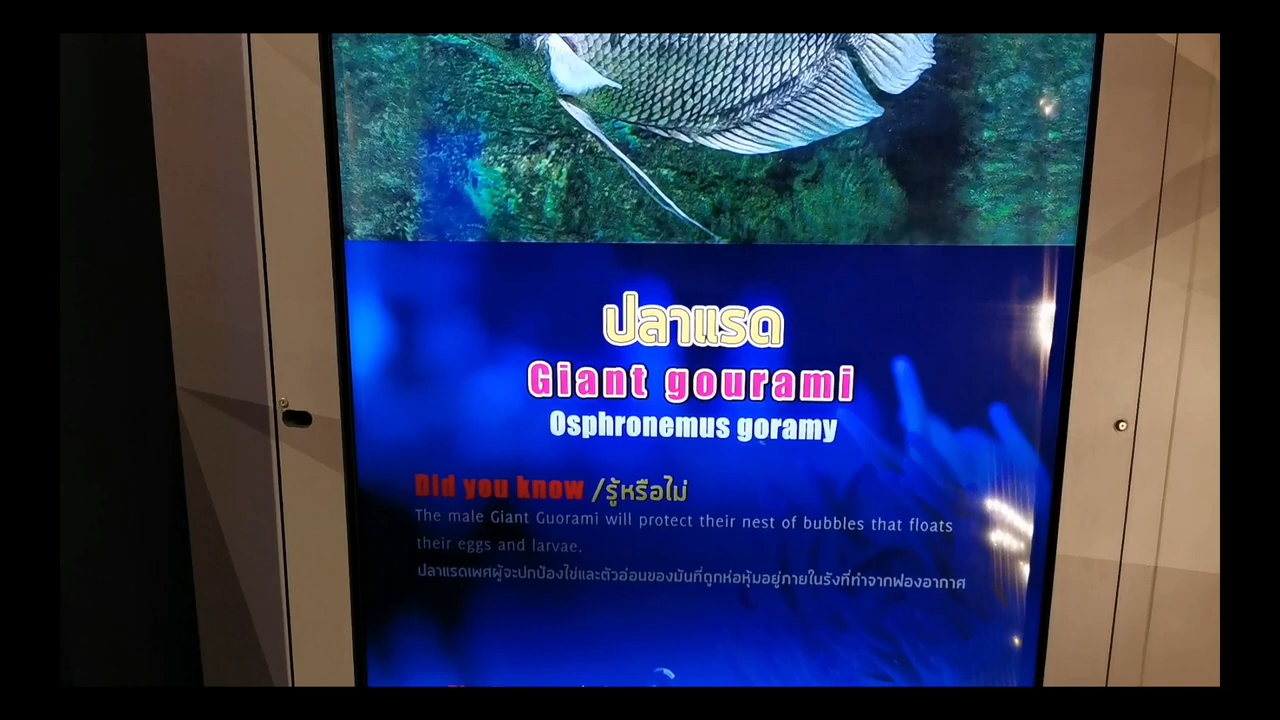 ปลาแรด
Giant gourami
Osphronemus goramy
Did you know /รู้หรือไม่
The male Giant Guorami will protect their nest of bubbles that floats
their eggs and larvae.
ปลาแรดเพศผู้จะปกป้องไข่และตัวอ่อนของมันที่ถูกห่อหุ้มอยู่ภายในรังที่ทำจากฟองอากาศ